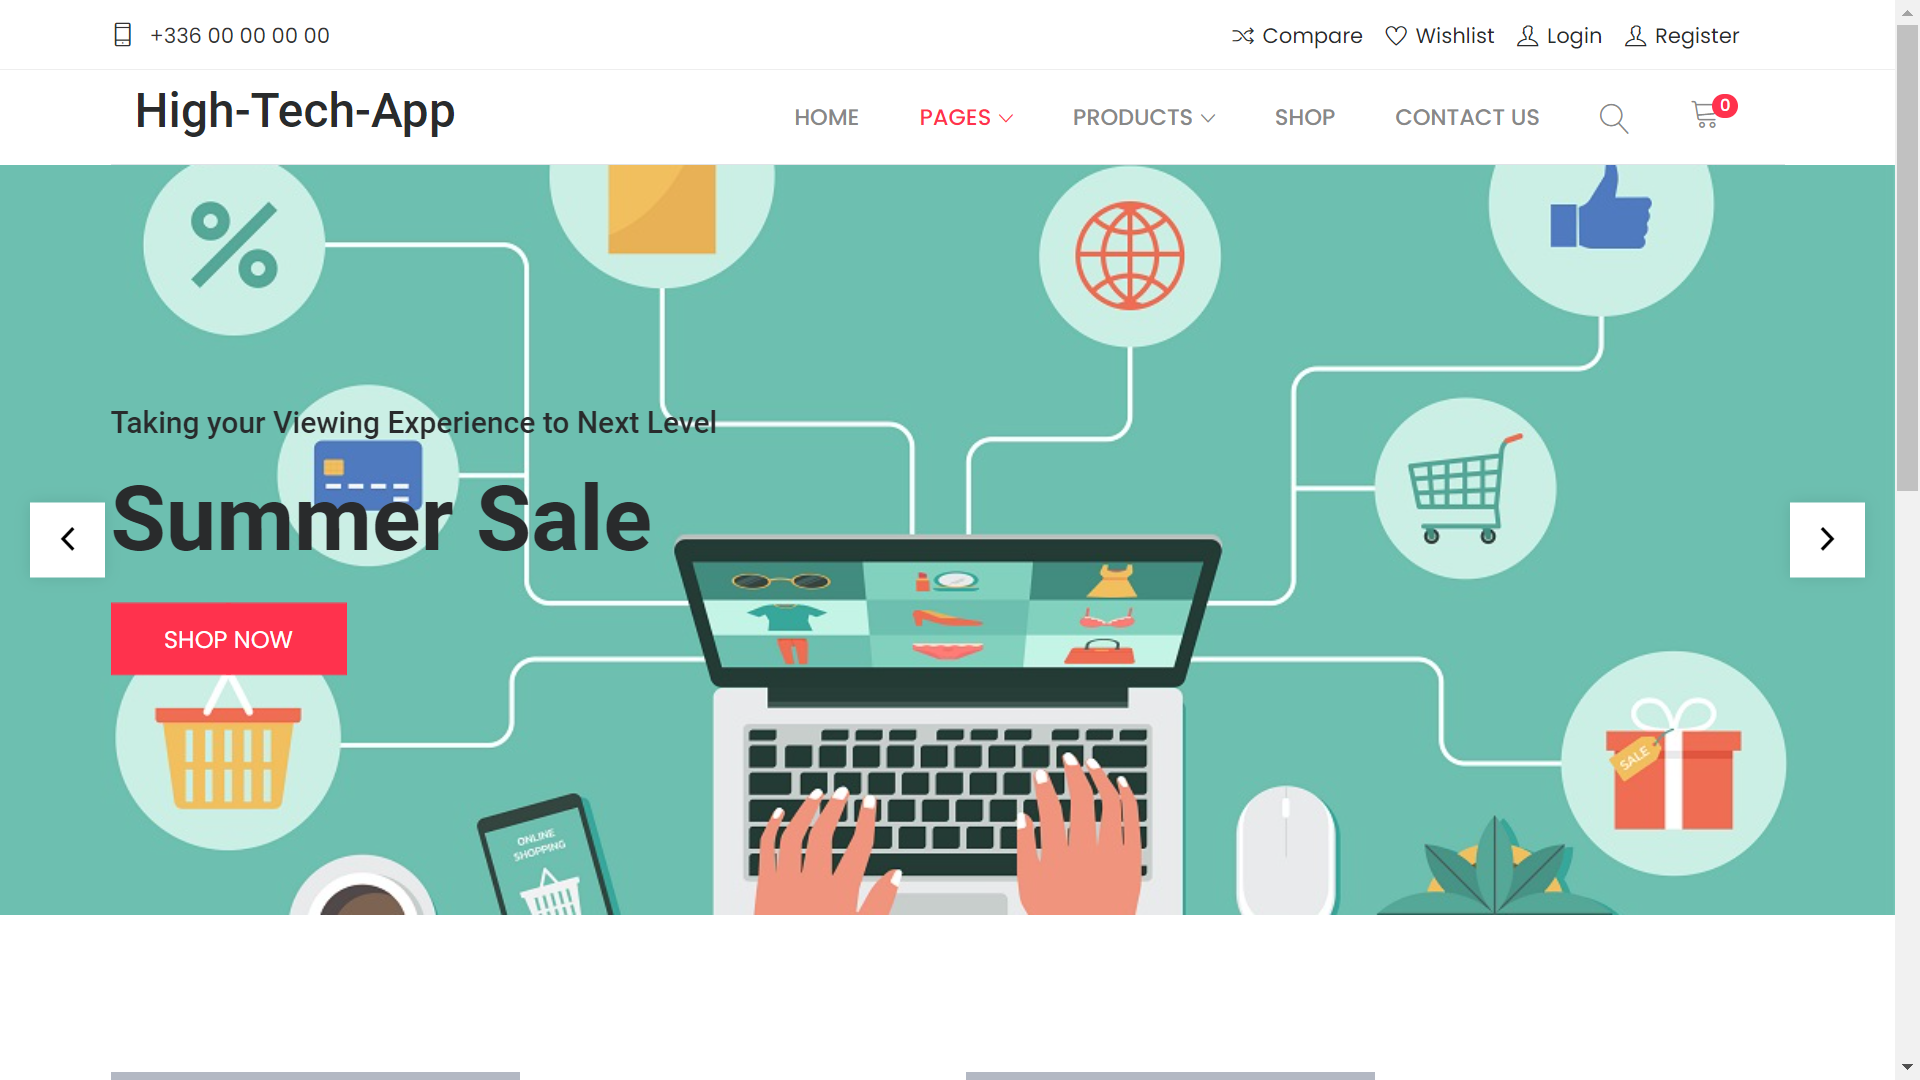 +336 00 00 00 00
Compare
Wishlist
Login
Register
High-Tech-App
HOME
PAGES
PRODUCTS
SHOP
CONTACT US
0
Taking your Viewing Experience to Next Level
Summer Sale
SHOP NOW
SALE
ONLINE
SHOPPING